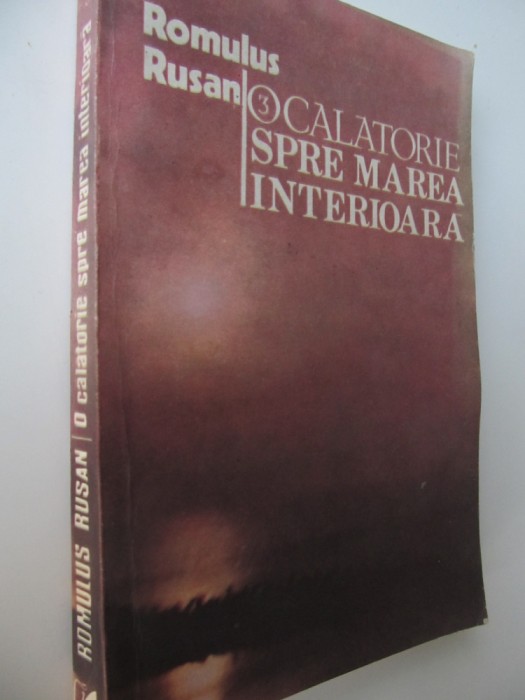 Romulus
Rusan
3
O CALATORIE
SPRE MAREA
INTERIOARĂ
ROMULUS RUSAN | O calatorie spre marea interioara